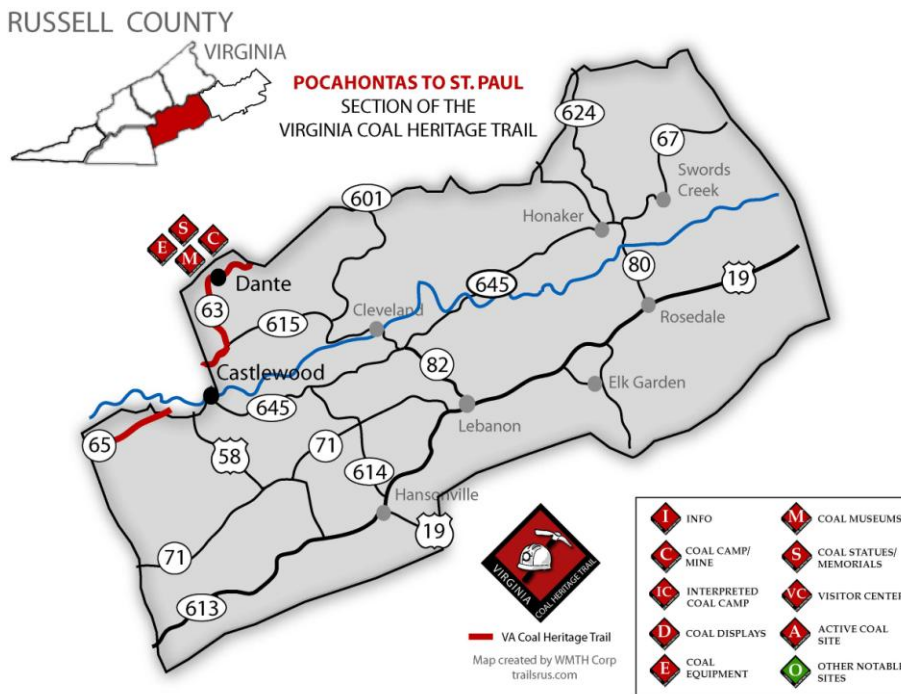 RUSSELL COUNTY
VIRGINIA
POCAHONTAS TO ST. PAUL
SECTION OF THE
VIRGINIA COAL HERITAGE TRAIL
624
67
Swords
Creek
601
Honaker
S
E
C
M
Dante
63
645
80
19
615
Cleveland
Rosedale
Castlewood
82
Elk Garden
645
Lebanon
65
58
71
614
Hansonville
19
71
613
VIRGINIA
COAL HERITAGE TRAIL
VA Coal Heritage Trail
Map created by WMTH Corp
trailsrus.com
I INFO
C COAL CAMP/
MINE
IC INTERPRETED
COAL CAMP
D COAL DISPLAYS
E COAL
EQUIPMENT
M COAL MUSEUMS
S COAL STATUES/
MEMORIALS
VC VISITOR CENTER
A ACTIVE COAL
SITE
O OTHER NOTABLE
SITES